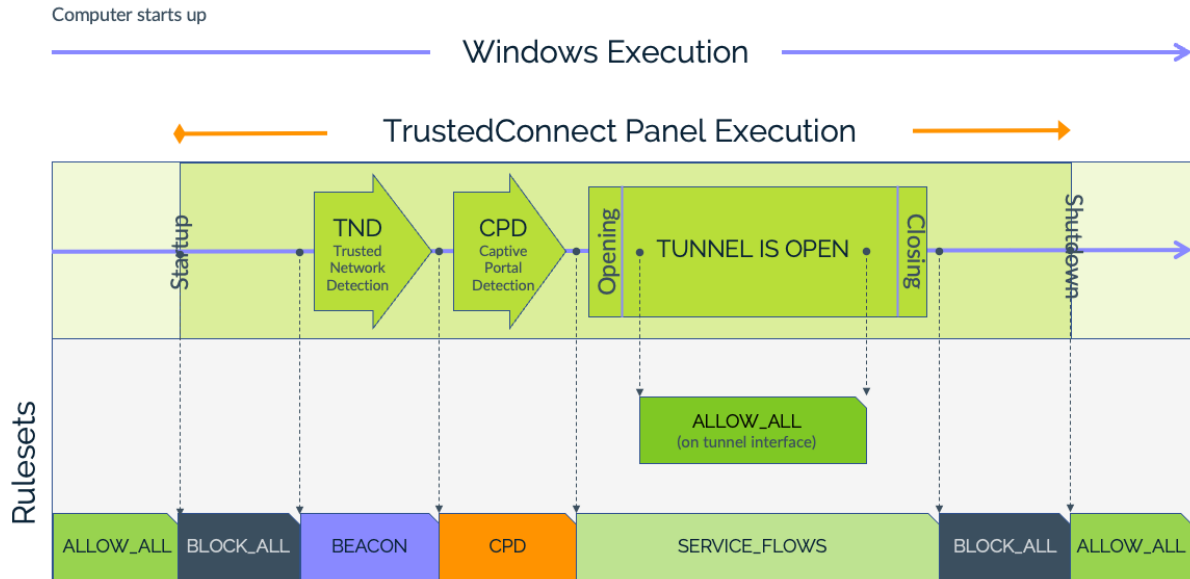 Computer starts up
Windows Execution
TrustedConnect Panel Execution
Startup
TND
Trusted
Network
Detection
CPD
Captive
Portal
Detection
Opening
TUNNEL IS OPEN
Closing
Shutdown
Rulesets
ALLOW_ALL
(on tunnel interface)
ALLOW_ALL
BLOCK_ALL
BEACON
CPD
SERVICE_FLOWS
BLOCK_ALL
ALLOW_ALL